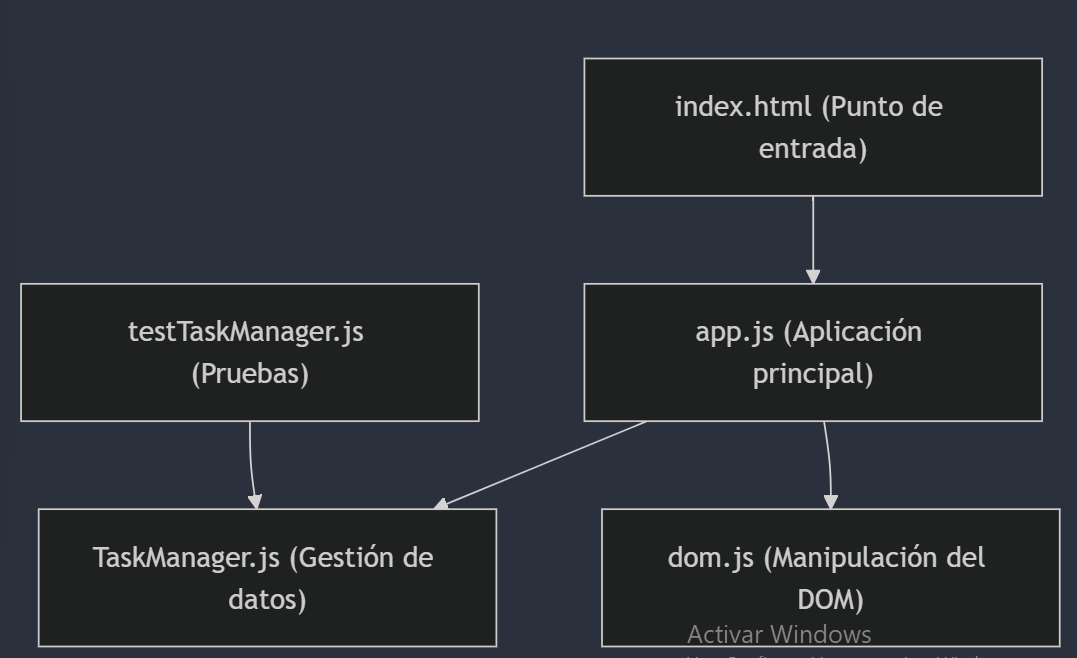 index.html (Punto de
entrada)
testTaskManager.js
(Pruebas)
app.js (Aplicación
principal)
TaskManager.js (Gestión de
datos)
dom.js (Manipulación del
DOM)
Activar Windows